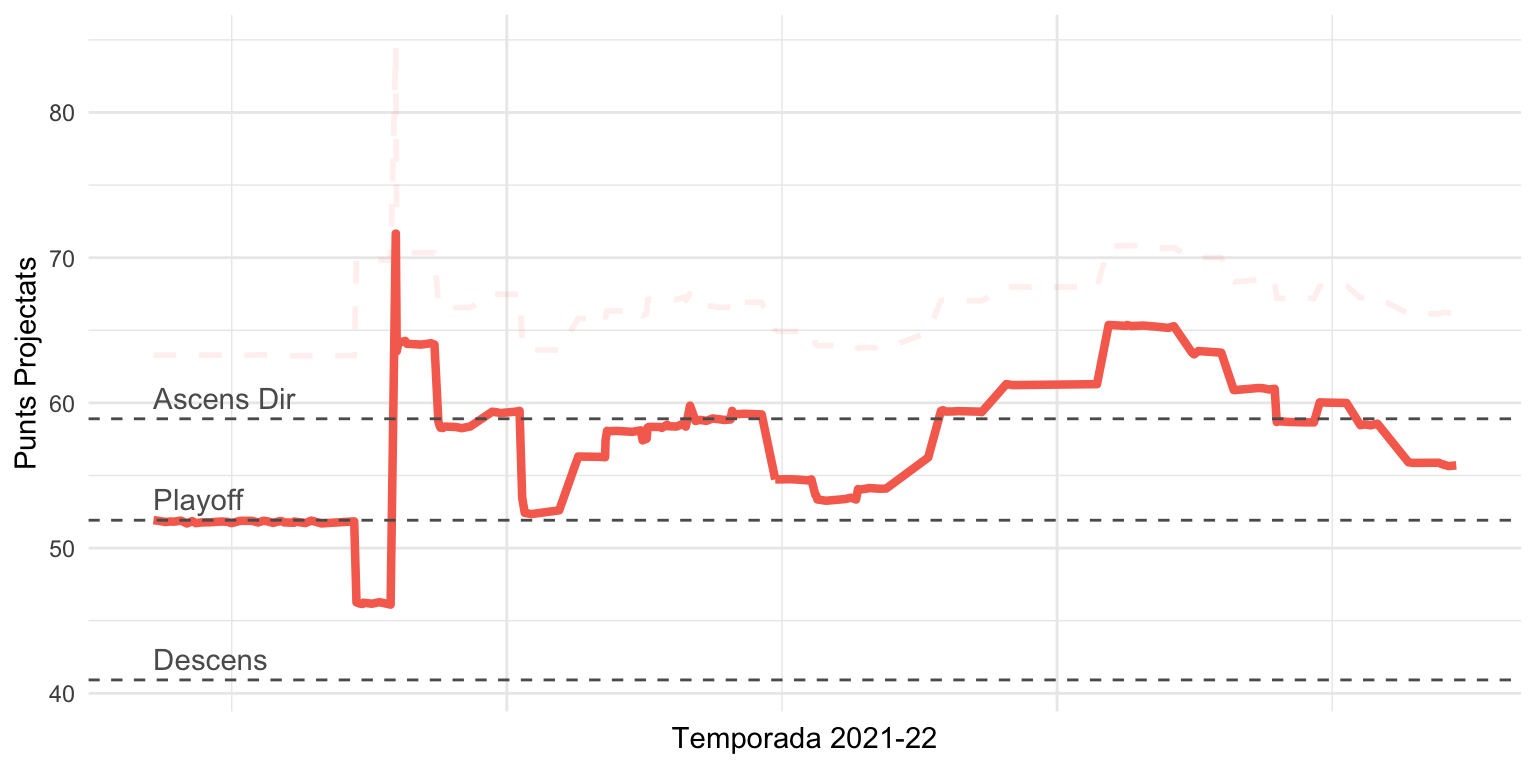 80
70
60
50
40
Punts Projectats
Ascens Dir
Playoff
Descens
Temporada 2021-22